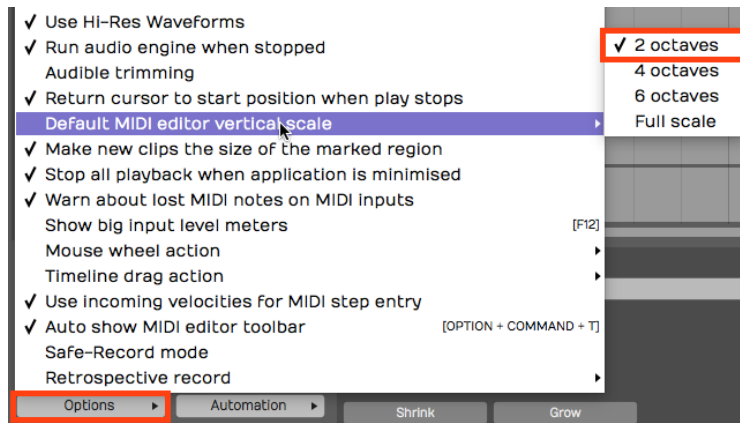 ✓ Use Hi-Res Waveforms
✓ Run audio engine when stopped
Audible trimming
✓ Return cursor to start position when play stops
Default MIDI editor vertical scale
✓ Make new clips the size of the marked region
✓ Stop all playback when application is minimised
✓ Warn about lost MIDI notes on MIDI inputs
Show big input level meters [F12]
Mouse wheel action
Timeline drag action
✓ Use incoming velocities for MIDI step entry
✓ Auto show MIDI editor toolbar [OPTION + COMMAND + T]
Safe-Record mode
Retrospective record
✓ 2 octaves
4 octaves
6 octaves
Full scale
Options Automation Shrink Grow